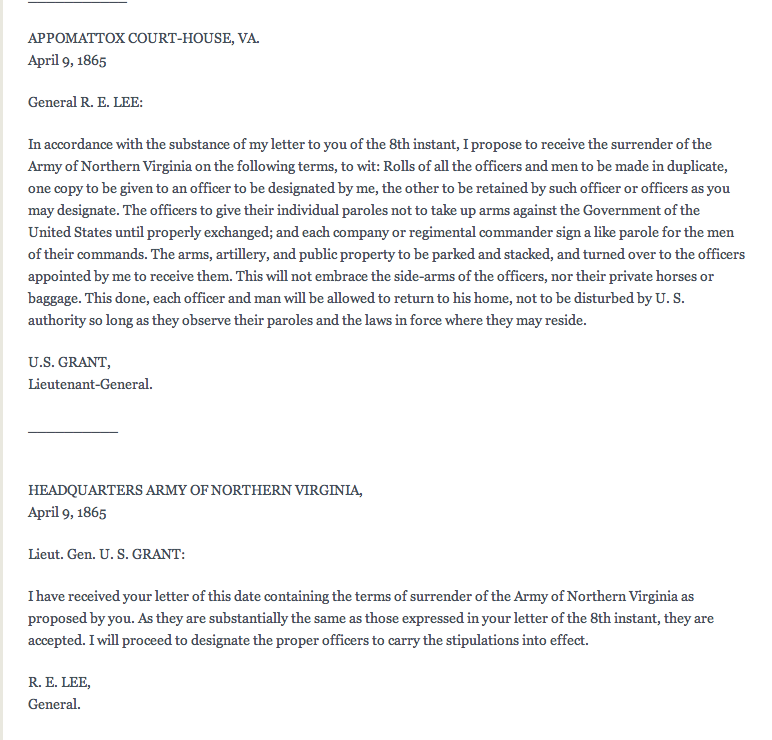 APPOMATTOX COURT-HOUSE, VA.
April 9, 1865
General R. E. LEE:
In accordance with the substance of my letter to you of the 8th instant, I propose to receive the surrender of the
Army of Northern Virginia on the following terms, to wit: Rolls of all the officers and men to be made in duplicate,
one copy to be given to an officer to be designated by me, the other to be retained by such officer or officers as you
may designate. The officers to give their individual paroles not to take up arms against the Government of the
United States until properly exchanged; and each company or regimental commander sign a like parole for the men
of their commands. The arms, artillery, and public property to be parked and stacked, and turned over to the officers
appointed by me to receive them. This will not embrace the side-arms of the officers, nor their private horses or
baggage. This done, each officer and man will be allowed to return to his home, not to be disturbed by U. S.
authority so long as they observe their paroles and the laws in force where they may reside.
U.S. GRANT,
Lieutenant-General.
HEADQUARTERS ARMY OF NORTHERN VIRGINIA,
April 9, 1865
Lieut. Gen. U. S. GRANT:
I have received your letter of this date containing the terms of surrender of the Army of Northern Virginia as
proposed by you. As they are substantially the same as those expressed in your letter of the 8th instant, they are
accepted. I will proceed to designate the proper officers to carry the stipulations into effect.
R. E. LEE,
General.